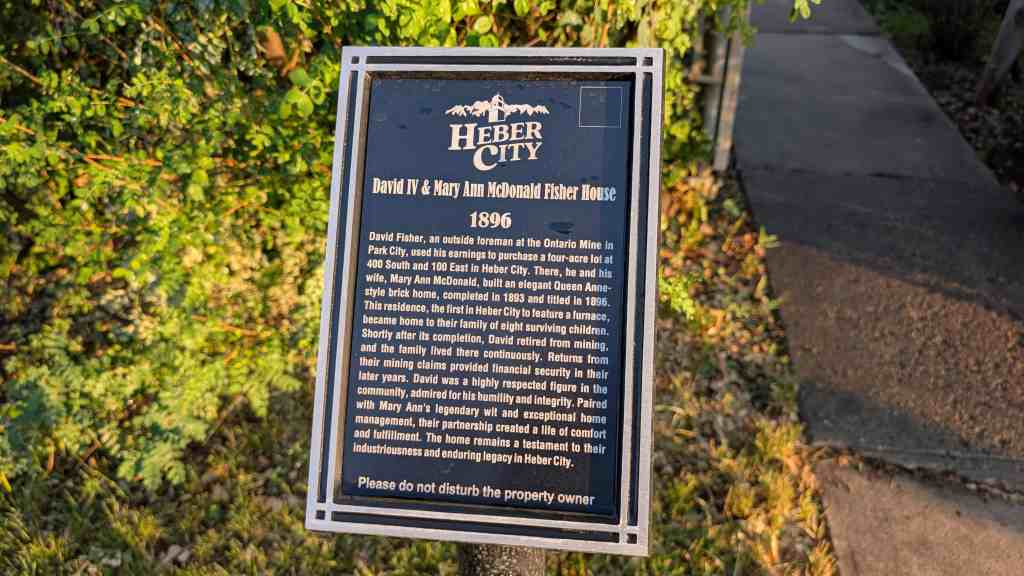 HEBER
CITY
David IV & Mary Ann McDonald Fisher House
1896
David Fisher, an outside foreman at the Ontario Mine in
Park City, used his earnings to purchase a four-acre lot at
400 South and 100 East in Heber City. There, he and his
wife, Mary Ann McDonald, built an elegant Queen Anne-
style brick home, completed in 1893 and titled in 1896.
This residence, the first in Heber City to feature a furnace,
became home to their family of eight surviving children.
Shortly after its completion, David retired from mining,
and the family lived there continuously. Returns from
their mining claims provided financial security in their
later years. David was a highly respected figure in the
community, admired for his humility and integrity. Paired
with Mary Ann's legendary wit and exceptional home
management, their partnership created a life of comfort
and fulfillment. The home remains a testament to their
industriousness and enduring legacy in Heber City.
Please do not disturb the property owner